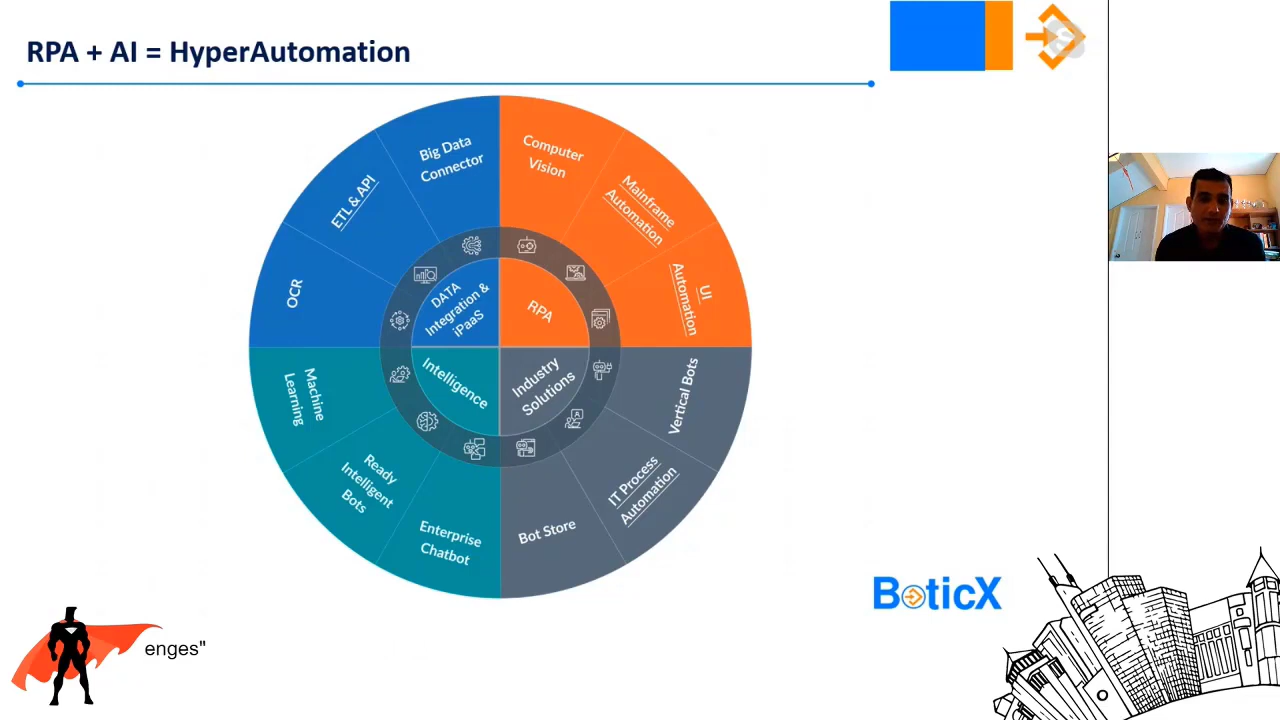 RPA + AI = HyperAutomation
Big Data
Connector
Computer
Vision
ETL & API
Mainframe
Automation
OCR
UI
Automation
DATA
Integration &
iPaaS
RPA
Intelligence
Industry
Solutions
Machine
Learning
Vertical Bots
Ready
Intelligent
Bots
IT Process
Automation
Enterprise
Chatbot
Bot Store
BoticX
enges"